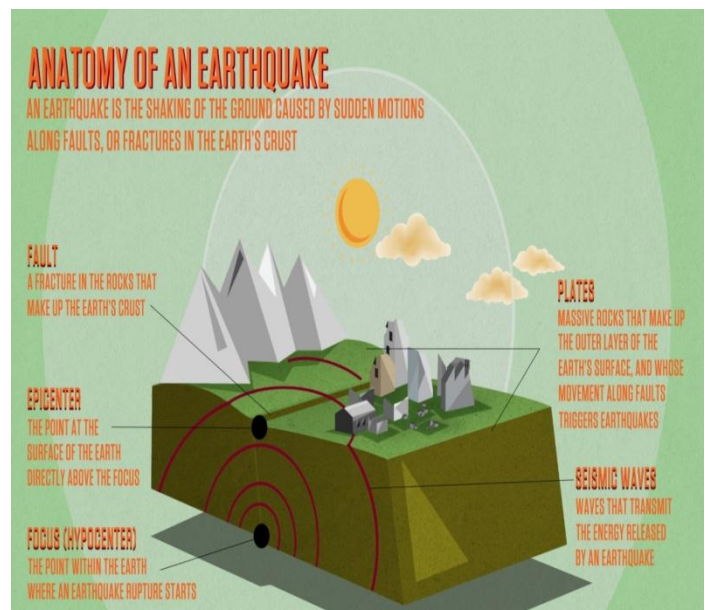 ANATOMY OF AN EARTHQUAKE
AN EARTHQUAKE IS THE SHAKING OF THE GROUND CAUSED BY SUDDEN MOTIONS
ALONG FAULTS, OR FRACTURES IN THE EARTH'S CRUST
FAULT
A FRACTURE IN THE ROCKS THAT
MAKE UP THE EARTH'S CRUST
EPICENTER
THE POINT AT THE
SURFACE OF THE EARTH
DIRECTLY ABOVE THE FOCUS
FOCUS (HYPOCENTER)
THE POINT WITHIN THE EARTH
WHERE AN EARTHQUAKE RUPTURE STARTS
PLATES
MASSIVE ROCKS THAT MAKE UP
THE OUTER LAYER OF THE
EARTH'S SURFACE, AND WHOSE
MOVEMENT ALONG FAULTS
TRIGGERS EARTHQUAKES
SEISMIC WAVES
WAVES THAT TRANSMIT
THE ENERGY RELEASED
BY AN EARTHQUAKE